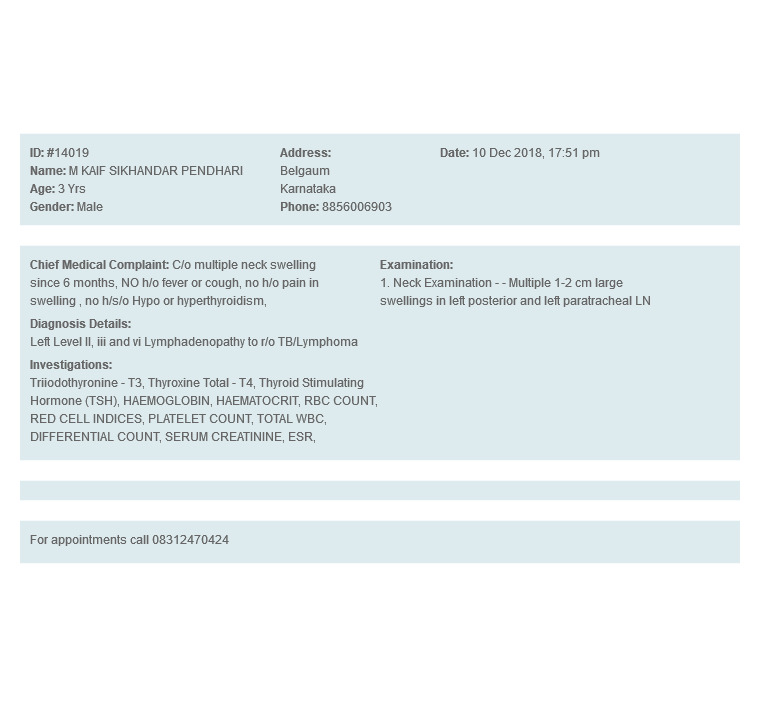 ID: #14019
Name: M KAIF SIKHANDAR PENDHARI
Age: 3 Yrs
Gender: Male
Address:
Belgaum
Karnataka
Phone: 8856006903
Date: 10 Dec 2018, 17:51 pm
Chief Medical Complaint: C/o multiple neck swelling
since 6 months, NO h/o fever or cough, no h/o pain in
swelling , no h/s/o Hypo or hyperthyroidism,
Diagnosis Details:
Left Level II, iii and vi Lymphadenopathy to r/o TB/Lymphoma
Investigations:
Triiodothyronine - T3, Thyroxine Total - T4, Thyroid Stimulating
Hormone (TSH), HAEMOGLOBIN, HAEMATOCRIT, RBC COUNT,
RED CELL INDICES, PLATELET COUNT, TOTAL WBC,
DIFFERENTIAL COUNT, SERUM CREATININE, ESR,
Examination:
1. Neck Examination - - Multiple 1-2 cm large
swellings in left posterior and left paratracheal LN
For appointments call 08312470424